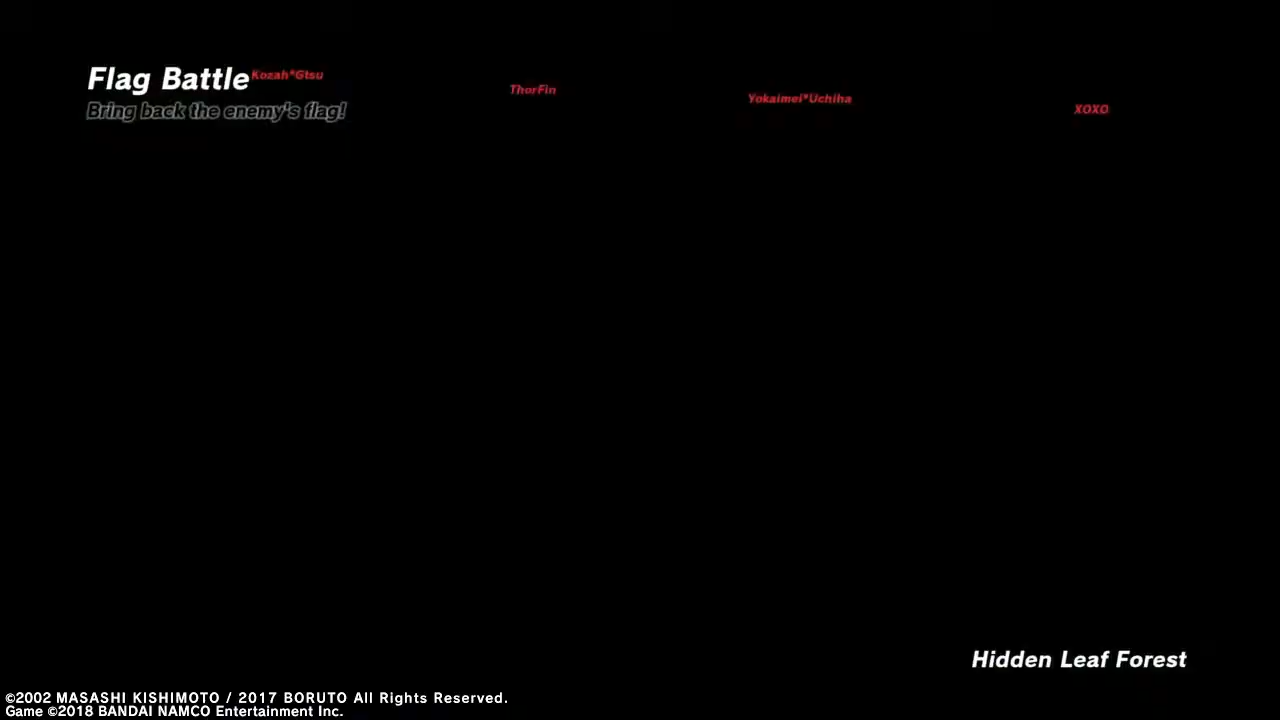 Flag Battle
Kozah*Gtsu
ThorFin
Yokaimei*Uchiha
XOXO
Bring back the enemy's flag!
Hidden Leaf Forest
©2002 MASASHI KISHIMOTO / 2017 BORUTO All Rights Reserved.
Game ©2018 BANDAI NAMCO Entertainment Inc.